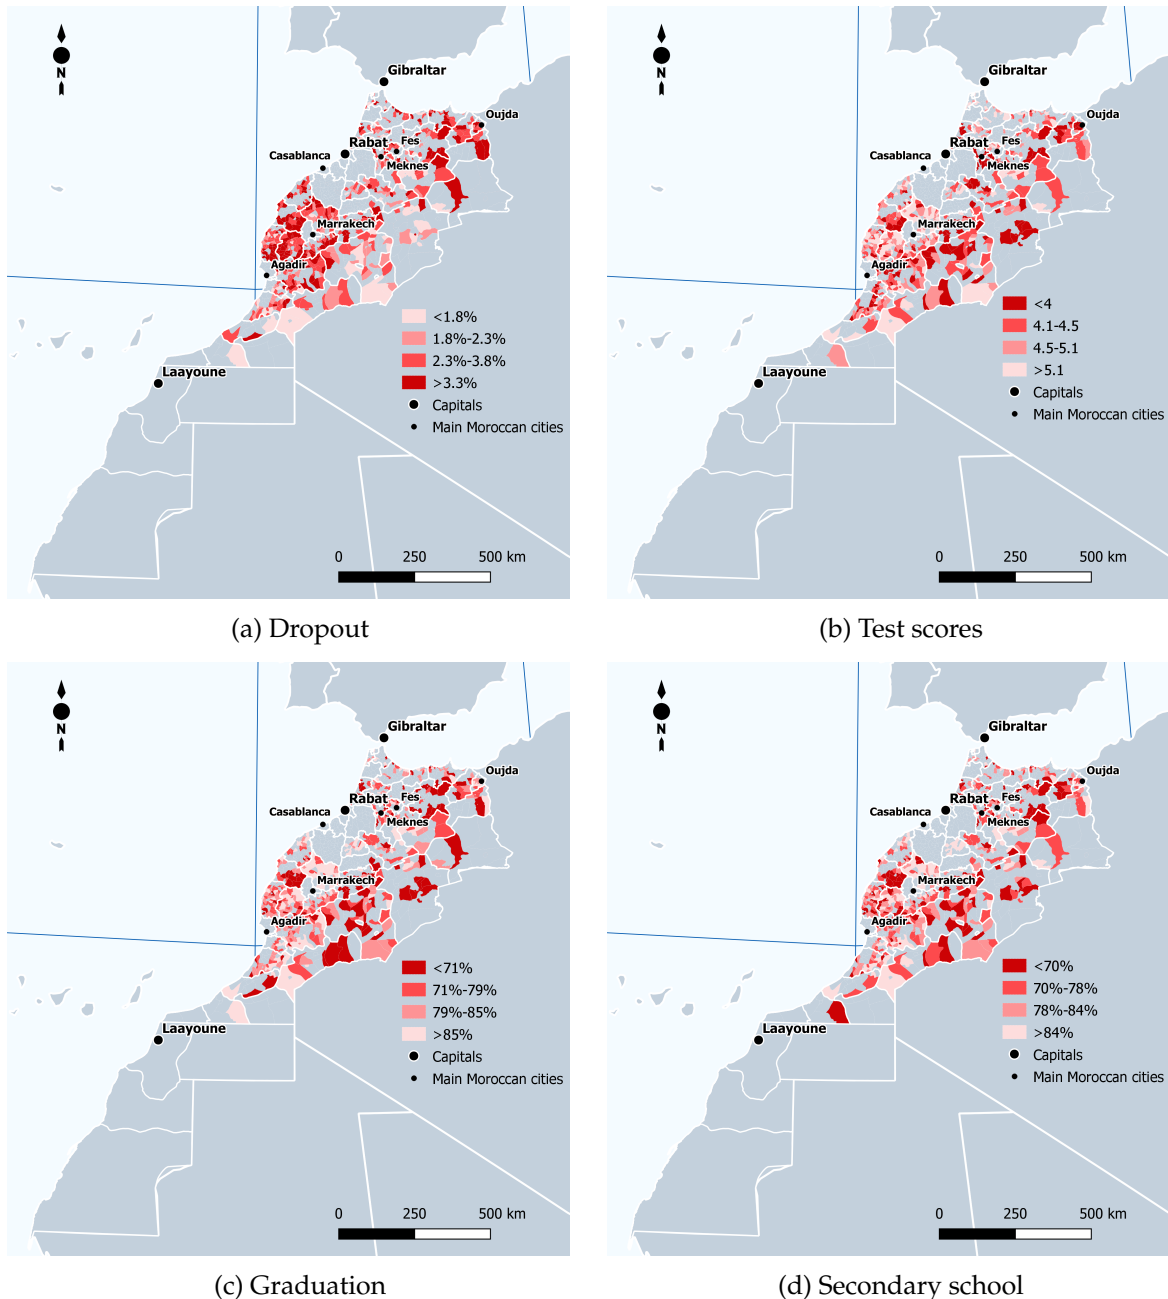 N
Gibraltar
Oujda
Rabat
Fes
Casablanca
Meknes
Marrakech
Agadir
<1.8%
1.8%-2.3%
2.3%-3.8%
>3.3%
Laayoune
Capitals
Main Moroccan cities
0 250 500 km
(a) Dropout
N
Gibraltar
Oujda
Rabat
Fes
Casablanca
Meknes
Marrakech
Agadir
<4
4.1-4.5
4.5-5.1
>5.1
Laayoune
Capitals
Main Moroccan cities
0 250 500 km
(b) Test scores
N
Gibraltar
Oujda
Rabat
Fes
Casablanca
Meknes
Marrakech
Agadir
<71%
71%-79%
79%-85%
>85%
Laayoune
Capitals
Main Moroccan cities
0 250 500 km
(c) Graduation
N
Gibraltar
Oujda
Rabat
Fes
Casablanca
Meknes
Marrakech
Agadir
<70%
70%-78%
78%-84%
>84%
Laayoune
Capitals
Main Moroccan cities
0 250 500 km
(d) Secondary school